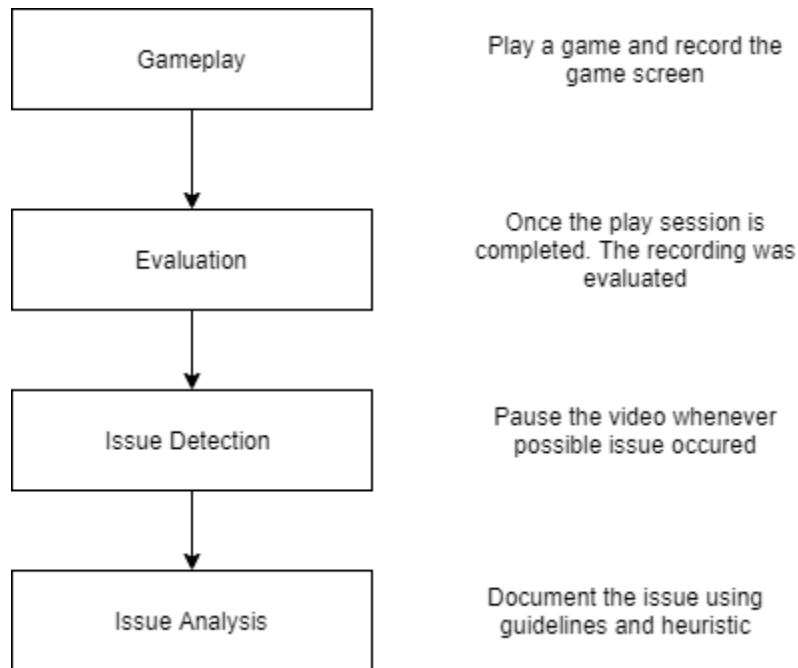 Gameplay
Play a game and record the
game screen
Evaluation
Once the play session is
completed. The recording was
evaluated
Issue Detection
Pause the video whenever
possible issue occured
Issue Analysis
Document the issue using
guidelines and heuristic